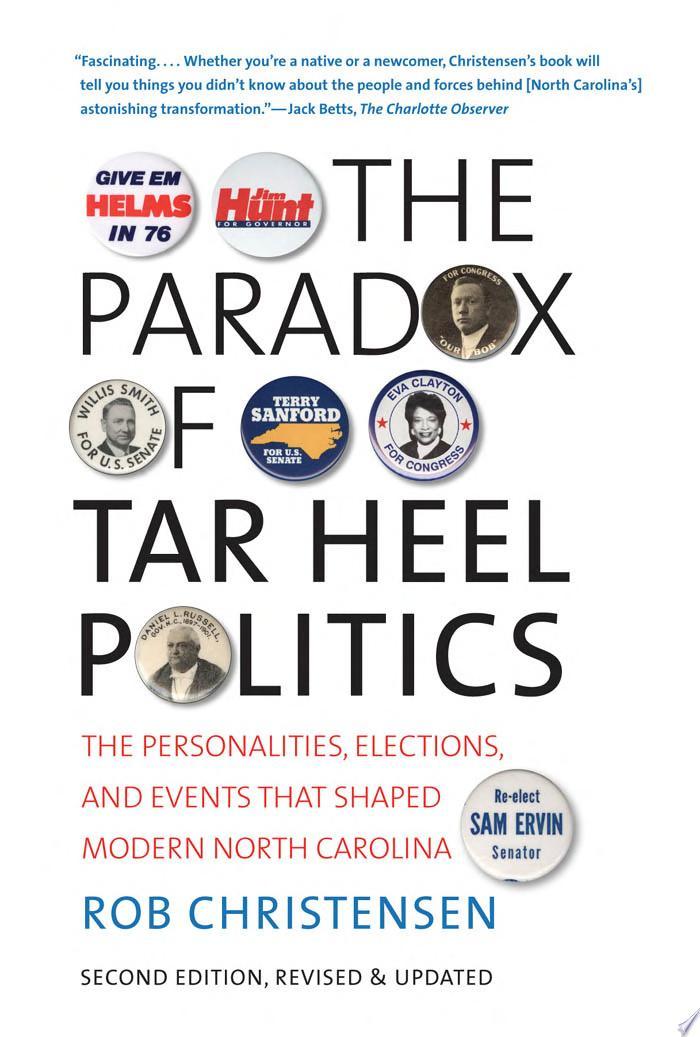 “Fascinating. . . . Whether you’re a native or a newcomer, Christensen’s book will
tell you things you didn’t know about the people and forces behind [North Carolina’s]
astonishing transformation.”—Jack Betts, The Charlotte Observer
GIVE EM
HELMS
IN 76
Jim
Hunt
FOR GOVERNOR
THE
PARADOX
FOR CONGRESS
"OUR BOB"
WILLIS SMITH
FOR U.S. SENATE
OF
TERRY
SANFORD
FOR U.S.
SENATE
EVA CLAYTON
FOR CONGRESS
TAR HEEL
POLITICS
DANIEL L. RUSSELL,
GOV. N.C., 1897-1901.
THE PERSONALITIES, ELECTIONS,
AND EVENTS THAT SHAPED
MODERN NORTH CAROLINA
Re-elect
SAM ERVIN
Senator
ROB CHRISTENSEN
SECOND EDITION, REVISED & UPDATED